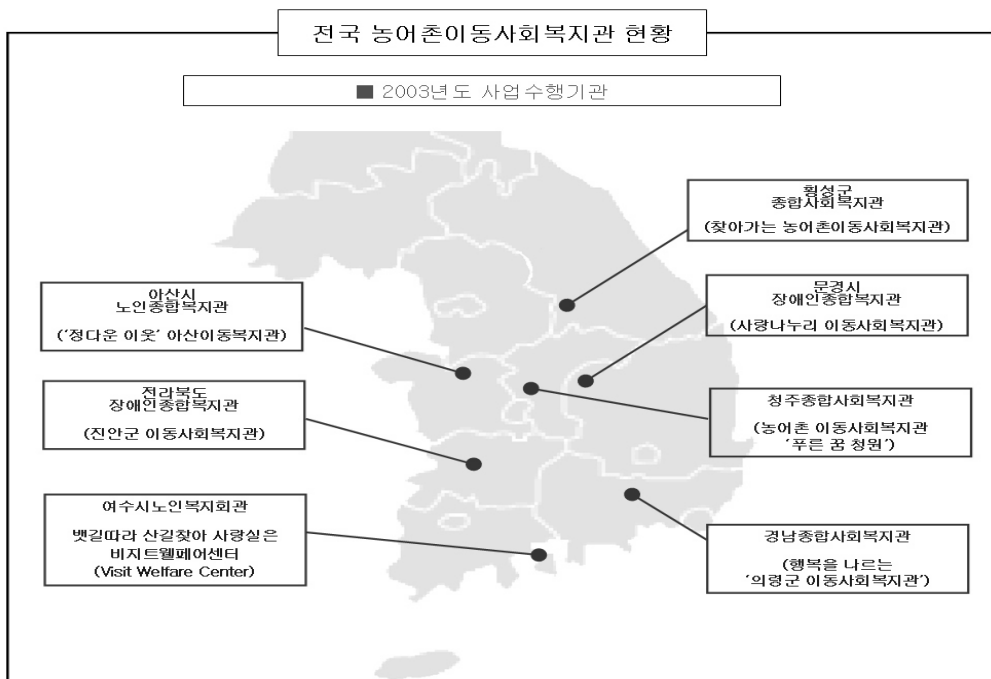 전국 농어촌이동사회복지관 현황
■ 2003년도 사업수행기관
횡성군
종합사회복지관
(찾아가는 농어촌이동사회복지관)
아산시
노인종합복지관
('정다운 이웃' 아산이동복지관)
문경시
장애인종합복지관
(사랑나누리 이동사회복지관)
전라북도
장애인종합복지관
(진안군 이동사회복지관)
청주종합사회복지관
(농어촌 이동사회복지관
'푸른 꿈 청원')
여수시노인복지회관
뱃길따라 산길찾아 사랑실은
비지트웰페어센터
(Visit Welfare Center)
경남종합사회복지관
(행복을 나르는
'의령군 이동사회복지관')